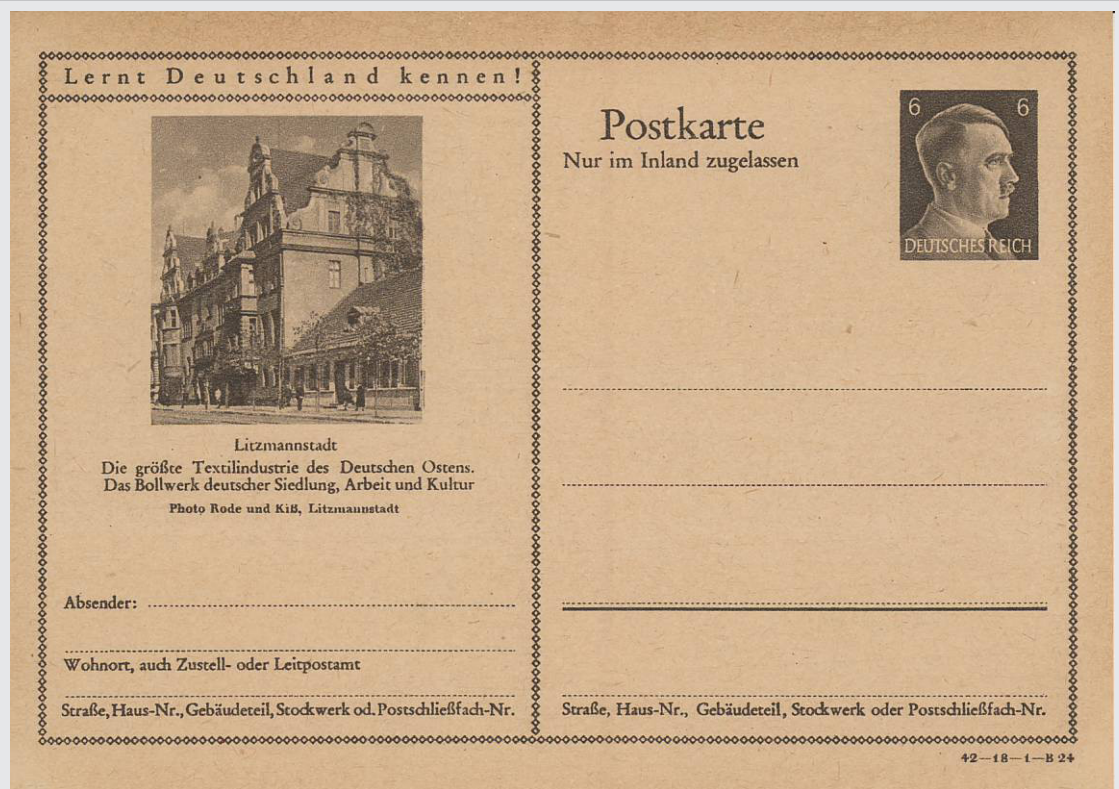 Lernt Deutschland kennen!
Litzmannstadt
Die größte Textilindustrie des Deutschen Ostens.
Das Bollwerk deutscher Siedlung, Arbeit und Kultur
Photo Rode und Kiß, Litzmannstadt
Absender:
Wohnort, auch Zustell- oder Leitpostamt
Straße, Haus-Nr., Gebäudeteil, Stockwerk od. Postschließfach-Nr.
Postkarte
Nur im Inland zugelassen
6 6
DEUTSCHES REICH
Straße, Haus-Nr., Gebäudeteil, Stockwerk oder Postschließfach-Nr.
42—18—1—B 24